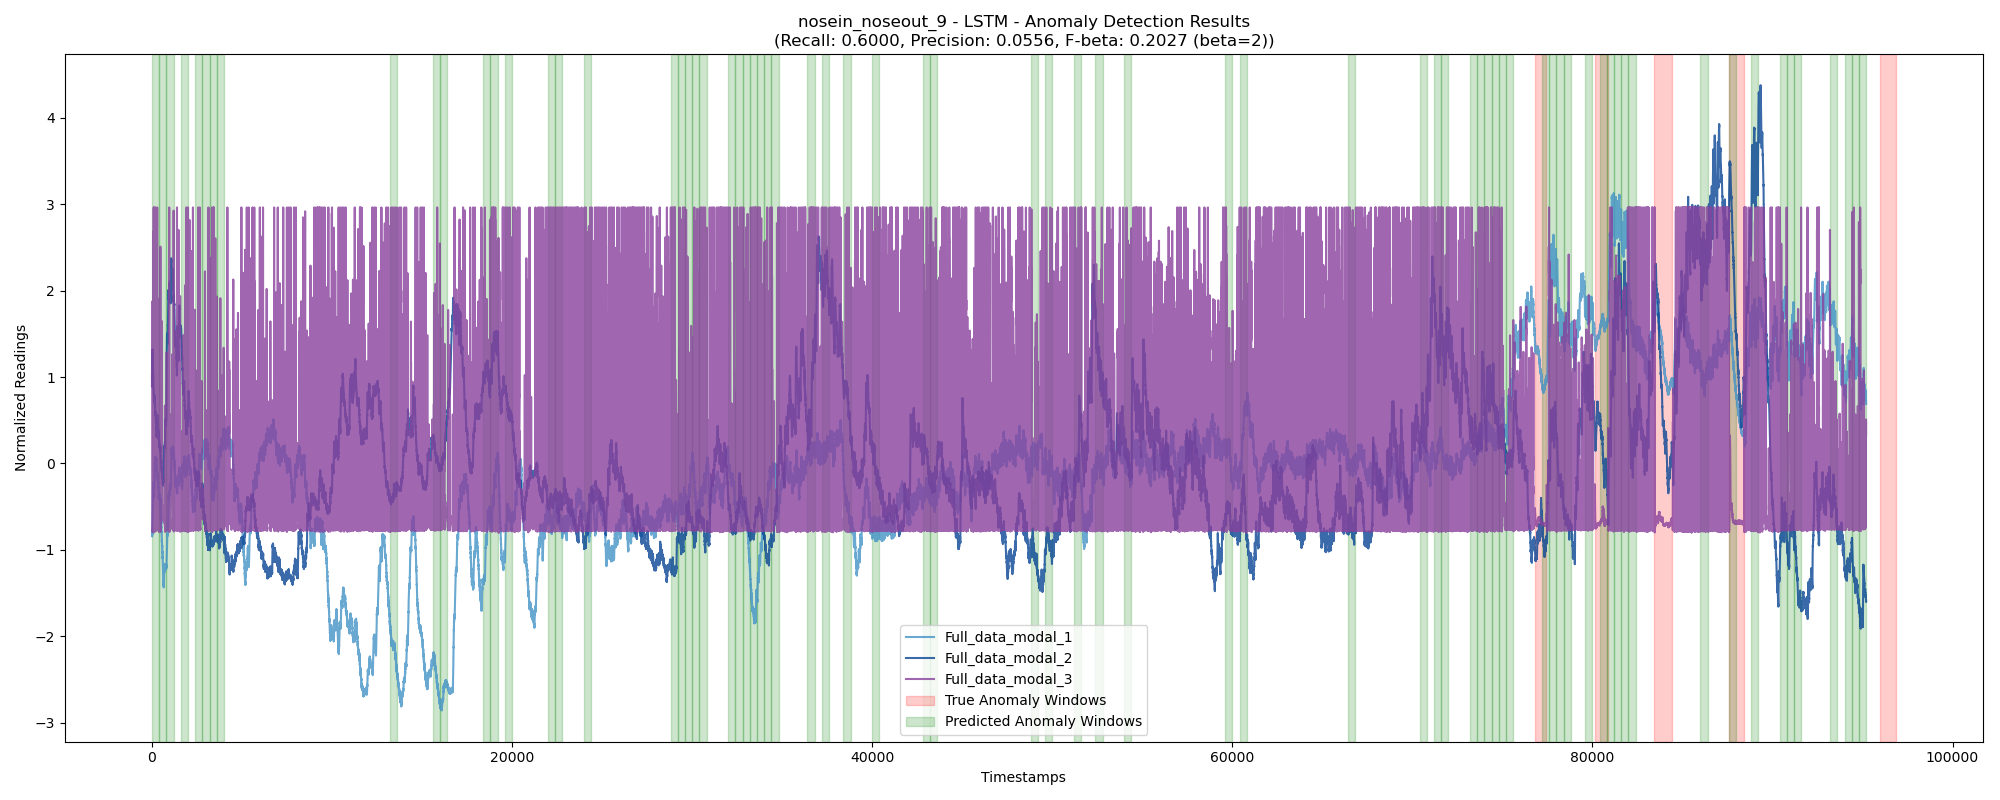 nosein_noseout_9 - LSTM - Anomaly Detection Results
(Recall: 0.6000, Precision: 0.0556, F-beta: 0.2027 (beta=2))
Normalized Readings
4
3
2
1
0
−1
−2
−3
Full_data_modal_1
Full_data_modal_2
Full_data_modal_3
True Anomaly Windows
Predicted Anomaly Windows
0
20000
40000
60000
80000
100000
Timestamps